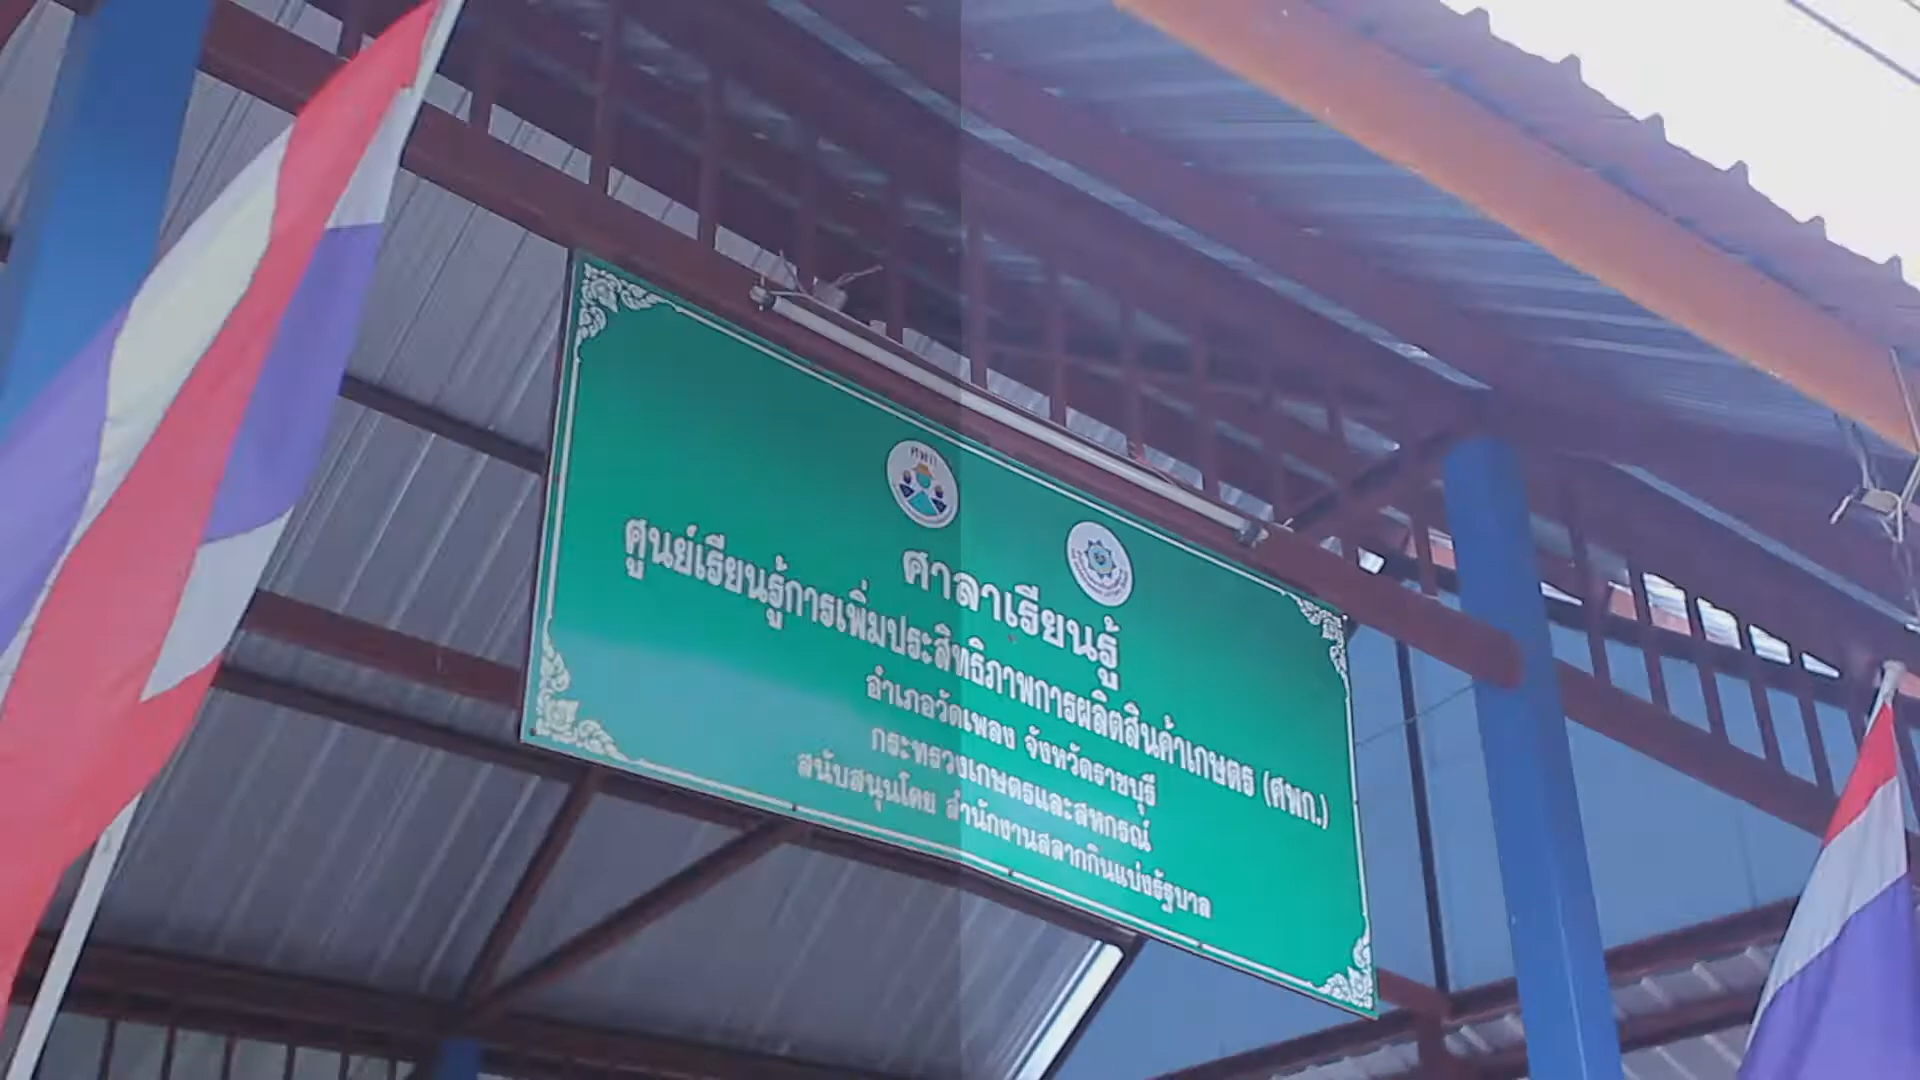 ศาลาเรียนรู้
ศูนย์เรียนรู้การเพิ่มประสิทธิภาพการผลิตสินค้าเกษตร (ศพก.)
อำเภอวัดเพลง จังหวัดราชบุรี
กระทรวงเกษตรและสหกรณ์
สนับสนุนโดย สำนักงานสลากกินแบ่งรัฐบาล